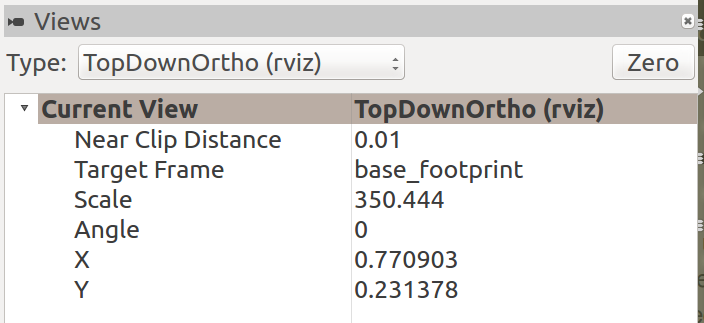 Views
Type: TopDownOrtho (rviz) Zero
Current View TopDownOrtho (rviz)
Near Clip Distance 0.01
Target Frame base_footprint
Scale 350.444
Angle 0
X 0.770903
Y 0.231378